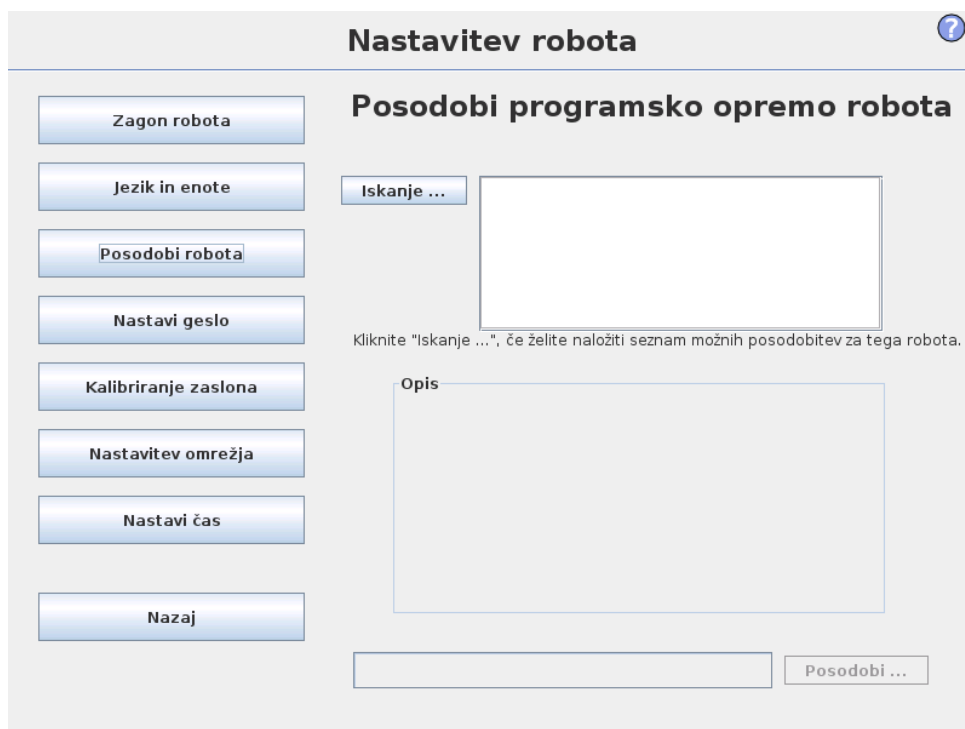 Nastavitev robota
?
Zagon robota
Jezik in enote
Posodobi robota
Nastavi geslo
Kalibriranje zaslona
Nastavitev omrežja
Nastavi čas
Nazaj
Posodobi programsko opremo robota
Iskanje ...
Kliknite "Iskanje ...", če želite naložiti seznam možnih posodobitev za tega robota.
Opis
Posodobi ...